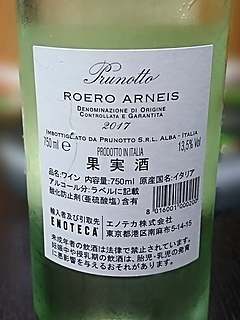 Prunotto
ROERO ARNEIS
DENOMINAZIONE DI ORIGINE
CONTROLLATA E GARANTITA
2017
IMBOTTIGLIATO DA PRUNOTTO S.R.L. ALBA - ITALIA
750 ml e PRODOTTO IN ITALIA 13,5% Vol
果実酒
品名:ワイン 内容量:750ml 原産国名:イタリア
アルコール分:ラベルに記載
酸化防止剤(亜硫酸塩)含有
8 016001 000200
輸入者及び引取先
ENOTECA® エノテカ株式会社
東京都港区南麻布5-14-15
未成年者の飲酒は法律で禁止されています。
妊娠中や授乳期の飲酒は、胎児・乳児の発育
に悪影響を与えるおそれがあります。